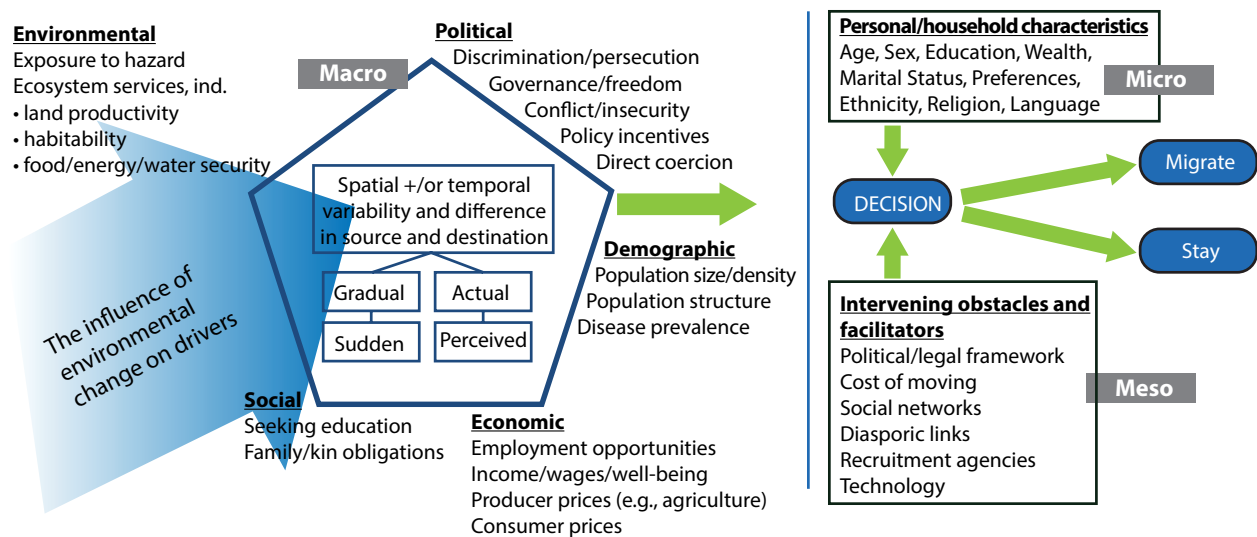 Environmental
Exposure to hazard
Ecosystem services, ind.
• land productivity
• habitability
• food/energy/water security
Macro
Political
Discrimination/persecution
Governance/freedom
Conflict/insecurity
Policy incentives
Direct coercion
Spatial +/or temporal
variability and difference
in source and destination
Gradual
Actual
Sudden
Perceived
The influence of
environmental
change on drivers
Demographic
Population size/density
Population structure
Disease prevalence
Social
Seeking education
Family/kin obligations
Economic
Employment opportunities
Income/wages/well-being
Producer prices (e.g., agriculture)
Consumer prices
Personal/household characteristics
Age, Sex, Education, Wealth,
Marital Status, Preferences,
Ethnicity, Religion, Language
Micro
DECISION
Migrate
Stay
Intervening obstacles and
facilitators
Political/legal framework
Cost of moving
Social networks
Diasporic links
Recruitment agencies
Technology
Meso